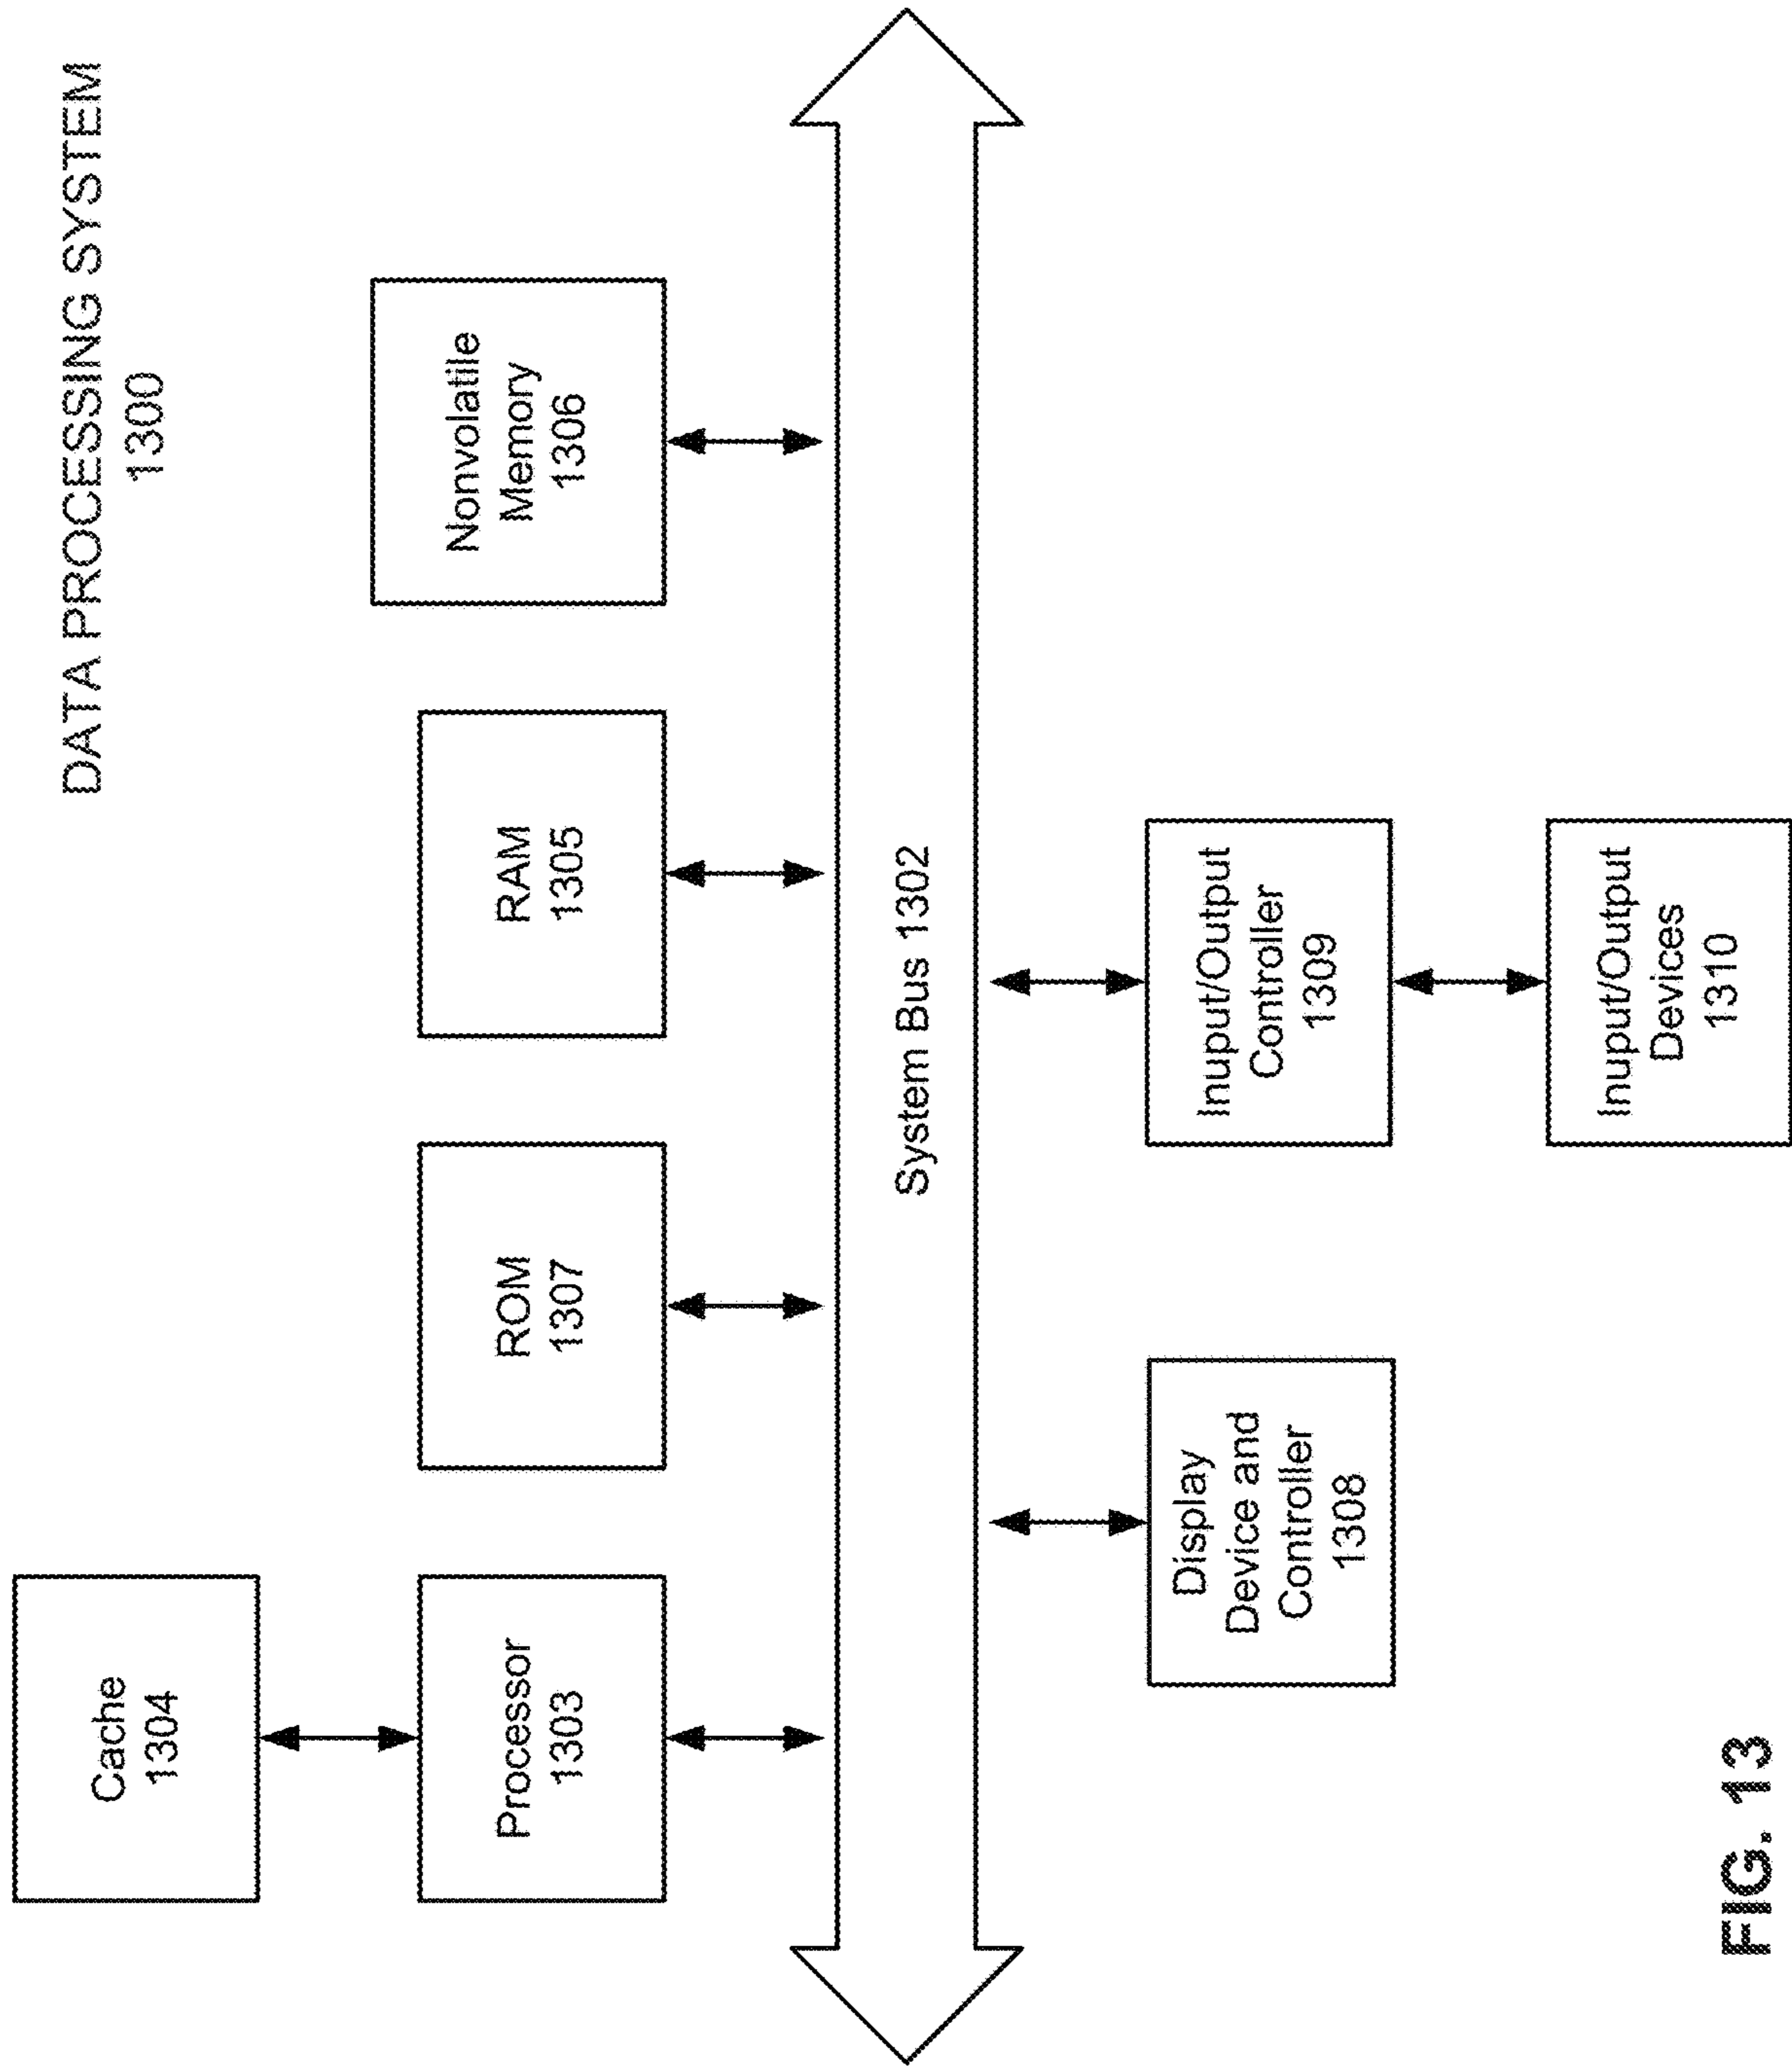 DATA PROCESSING SYSTEM
1300
Cache
1304
Processor
1303
ROM
1307
RAM
1305
Nonvolatile
Memory
1306
System Bus 1302
Display
Device and
Controller
1308
Inuput/Output
Controller
1309
Inuput/Output
Devices
1310
FIG. 13